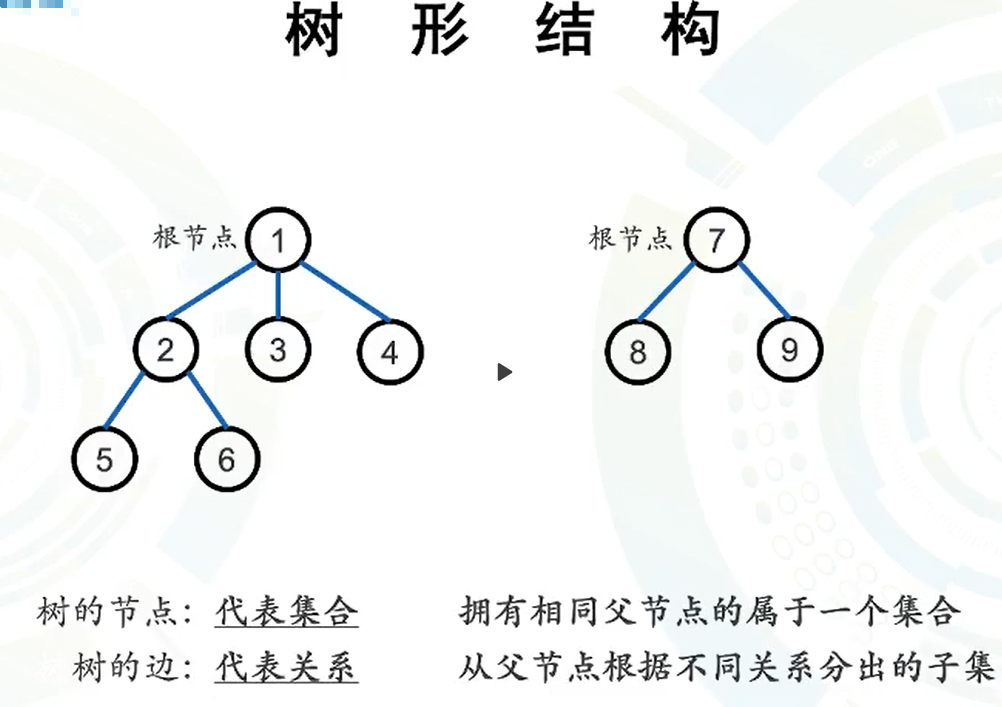 树 形 结 构
根节点 1
根节点 7
2 3 4
8 9
5 6
树的节点：代表集合
拥有相同父节点的属于一个集合
树的边：代表关系
从父节点根据不同关系分出的子集